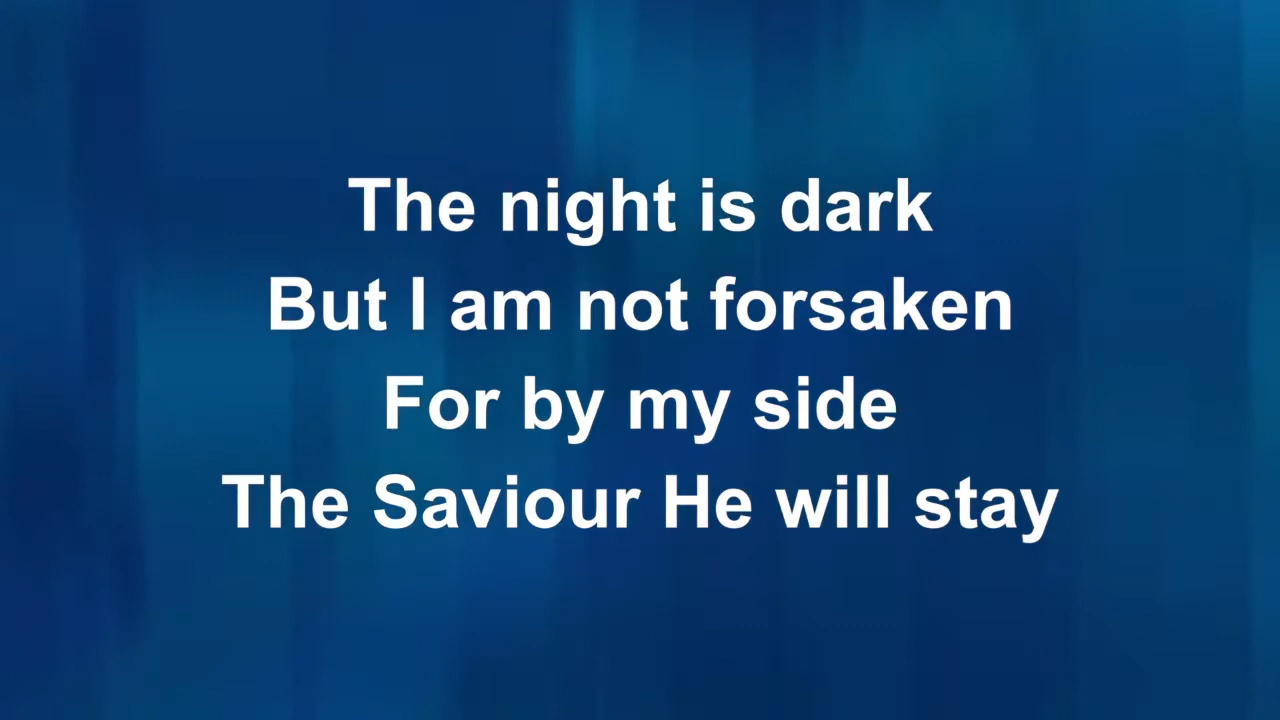 The night is dark
But I am not forsaken
For by my side
The Saviour He will stay